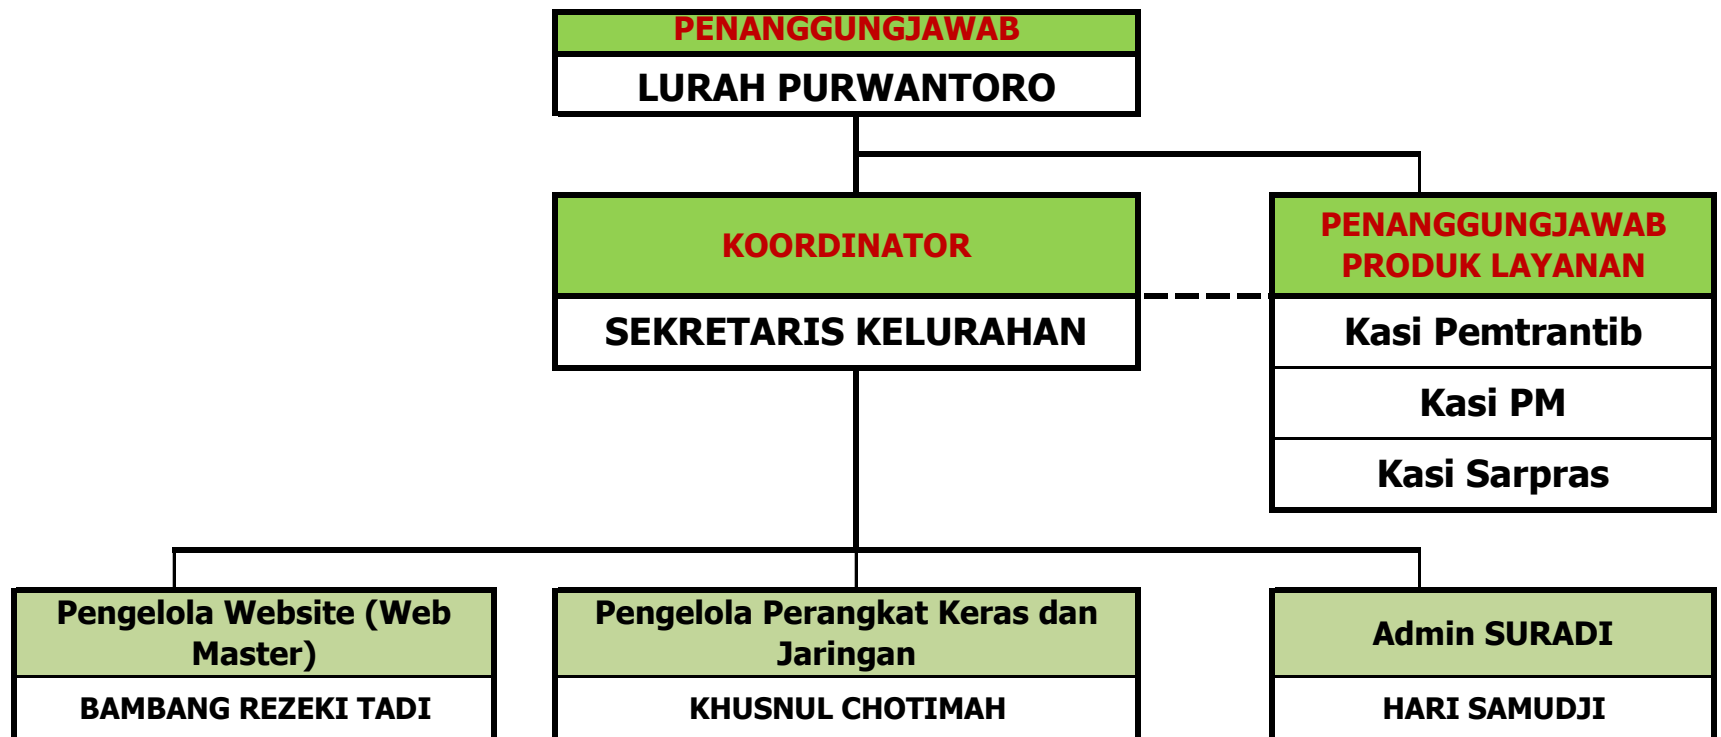 PENANGGUNGJAWAB
LURAH PURWANTORO
KOORDINATOR
SEKRETARIS KELURAHAN
PENANGGUNGJAWAB
PRODUK LAYANAN
Kasi Pemtrantib
Kasi PM
Kasi Sarpras
Pengelola Website (Web
Master)
BAMBANG REZEKI TADI
Pengelola Perangkat Keras dan
Jaringan
KHUSNUL CHOTIMAH
Admin SURADI
HARI SAMUDJI